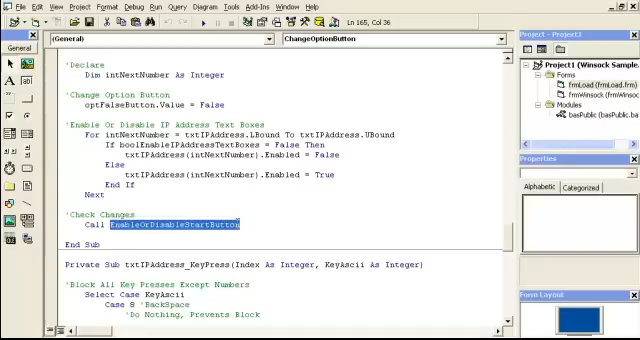 File Edit View Project Format Debug Run Query Diagram Tools Add-Ins Window Help
Ln 165, Col 36
General
(General)
ChangeOptionButton
'Declare
Dim intNextNumber As Integer
'Change Option Button
optFalseButton.Value = False
'Enable Or Disable IP Address Text Boxes
For intNextNumber = txtIPAddress.LBound To txtIPAddress.UBound
If boolEnableIPAddressTextBoxes = False Then
txtIPAddress(intNextNumber).Enabled = False
Else
txtIPAddress(intNextNumber).Enabled = True
End If
Next
'Check Changes
Call EnableOrDisableStartButton
End Sub
Private Sub txtIPAddress_KeyPress(Index As Integer, KeyAscii As Integer)
'Block All Key Presses Except Numbers
Select Case KeyAscii
Case 8 'BackSpace
'Do Nothing, Prevents Block
Project - Project1
Project1 (Winsock Sample.
Forms
frmLoad (frmLoad.frm)
frmWinsock (frmWinsoc
Modules
basPublic (basPublic.ba
Properties
Alphabetic Categorized
Form Layout